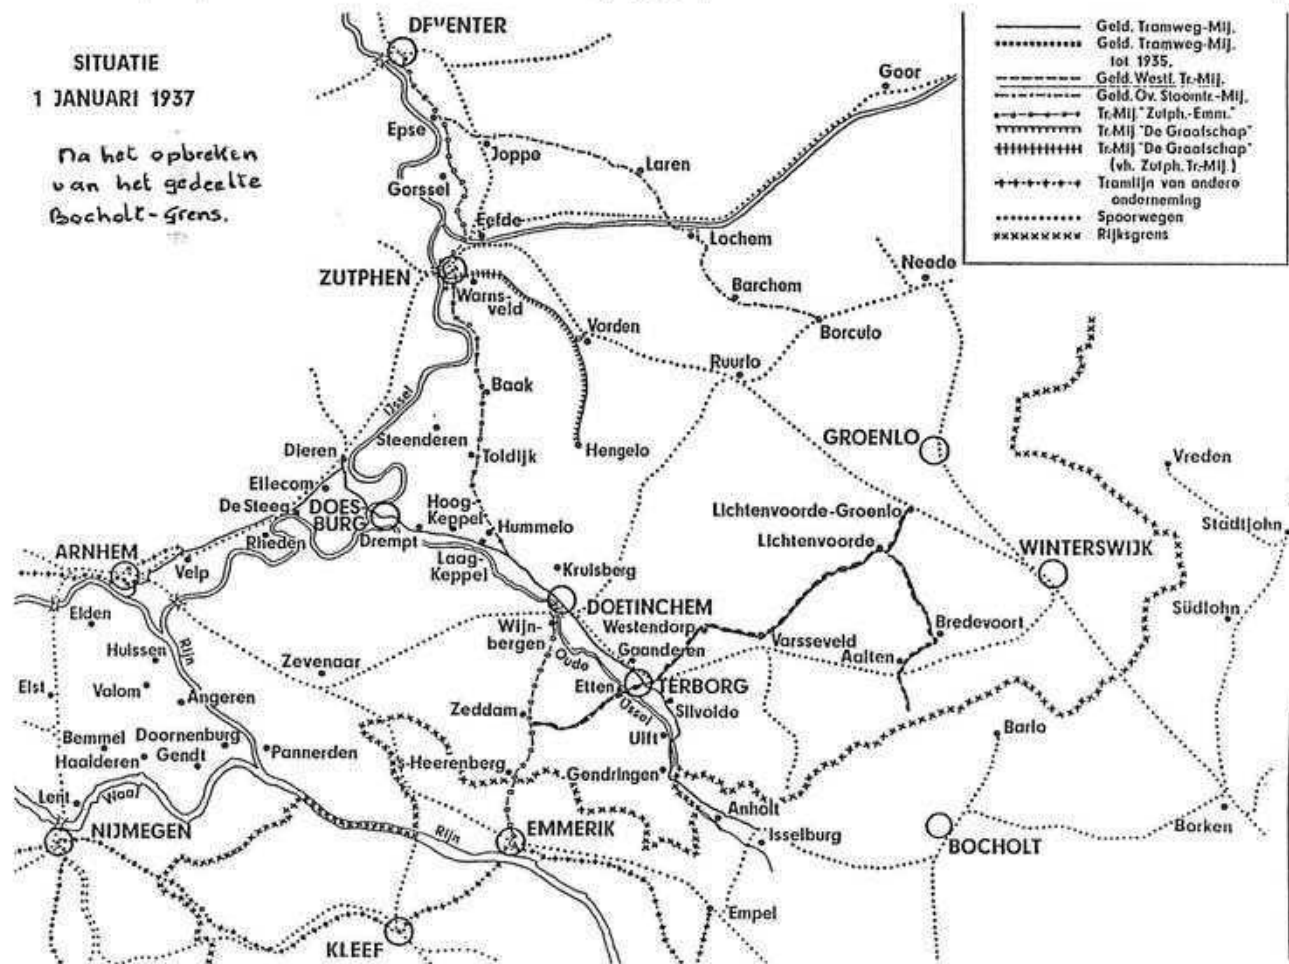 SITUATIE
1 JANUARI 1937
Na het opbreken
van het gedeelte
Bocholt-Grens.
Geld. Tramweg-Mij.
Geld. Tramweg-Mij.
tot 1935.
Geld. Westf. Tr.-Mij.
Geld. Ov. Stoomtr.-Mij.
Tr.-Mij. "Zutph.-Emm."
Tr.-Mij "De Graafschap"
Tr.-Mij "De Graafschap"
(vh. Zutph. Tr.-Mij.)
Tramlijn van andere
onderneming
Spoorwegen
Rijksgrens
DEVENTER
Goor
Epse
Joppe
Laren
Gorssel
Eefde
Lochem
ZUTPHEN
Warns-
veld
Neede
Barchem
Vorden
Borculo
Ruurlo
Baak
IJssel
Steenderen
GROENLO
Dieren
Toldijk
Hengelo
Vreden
Ellecom
De Steeg
DOES-
BURG
Hoog-
Keppel
Hummelo
Lichtenvoorde-Groenlo
Stadtlohn
Rheden
Drempt
Lichtenvoorde
WINTERSWIJK
ARNHEM
Velp
Laag-
Keppel
Kruisberg
Elden
DOETINCHEM
Südlohn
Wijn-
bergen
Westendorp
Bredevoort
Huissen
Rijn
Zevenaar
Oude
Gaanderen
Varsseveld
Aalten
Elst
Valom
Angeren
Etten
TERBORG
IJssel
Silvolde
Zeddam
Bemmel
Doornenburg
Ulft
Barlo
Haalderen
Gendt
Pannerden
's-Heerenberg
Gendringen
Lent
Waal
Anholt
Borken
NIJMEGEN
Rijn
EMMERIK
Isselburg
BOCHOLT
Empel
KLEEF